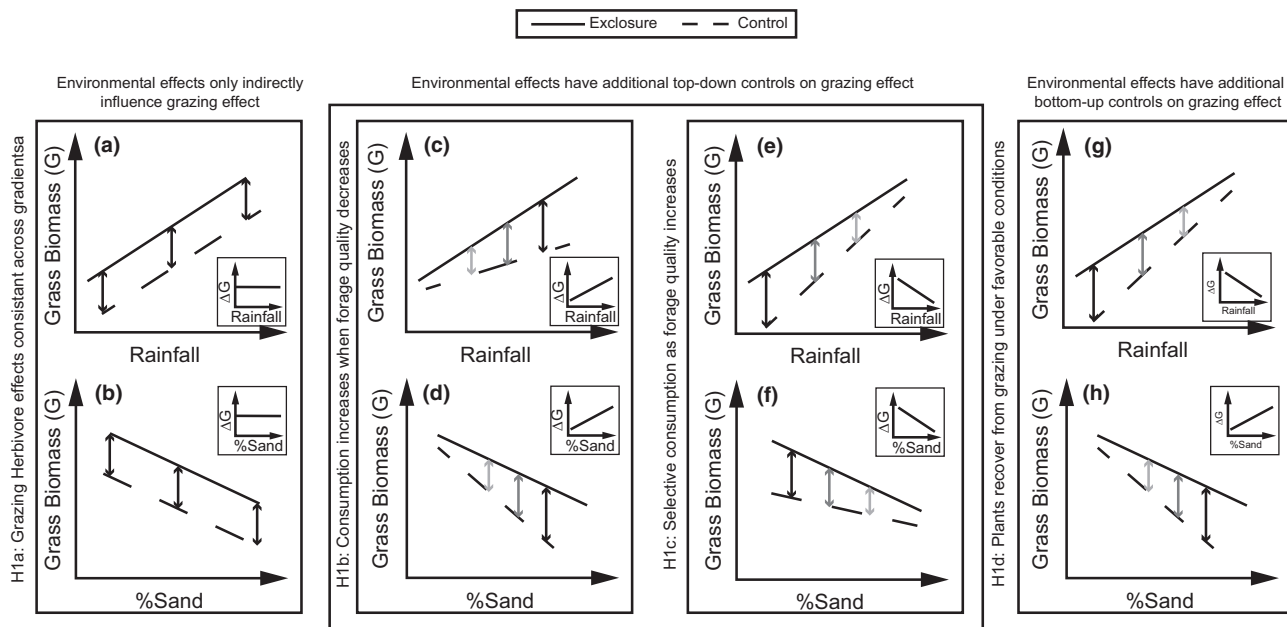 Exclosure Control
Environmental effects only indirectly
influence grazing effect
Environmental effects have additional top-down controls on grazing effect
Environmental effects have additional
bottom-up controls on grazing effect
H1a: Grazing Herbivore effects consistant across gradientsa
(a)
Grass Biomass (G)
ΔG
Rainfall
Rainfall
(b)
Grass Biomass (G)
ΔG
%Sand
%Sand
H1b: Consumption increases when forage quality decreases
(c)
Grass Biomass (G)
ΔG
Rainfall
Rainfall
(d)
Grass Biomass (G)
ΔG
%Sand
%Sand
H1c: Selective consumption as forage quality increases
(e)
Grass Biomass (G)
ΔG
Rainfall
Rainfall
(f)
Grass Biomass (G)
ΔG
%Sand
%Sand
H1d: Plants recover from grazing under favorable conditions
(g)
Grass Biomass (G)
ΔG
Rainfall
Rainfall
(h)
Grass Biomass (G)
ΔG
%Sand
%Sand